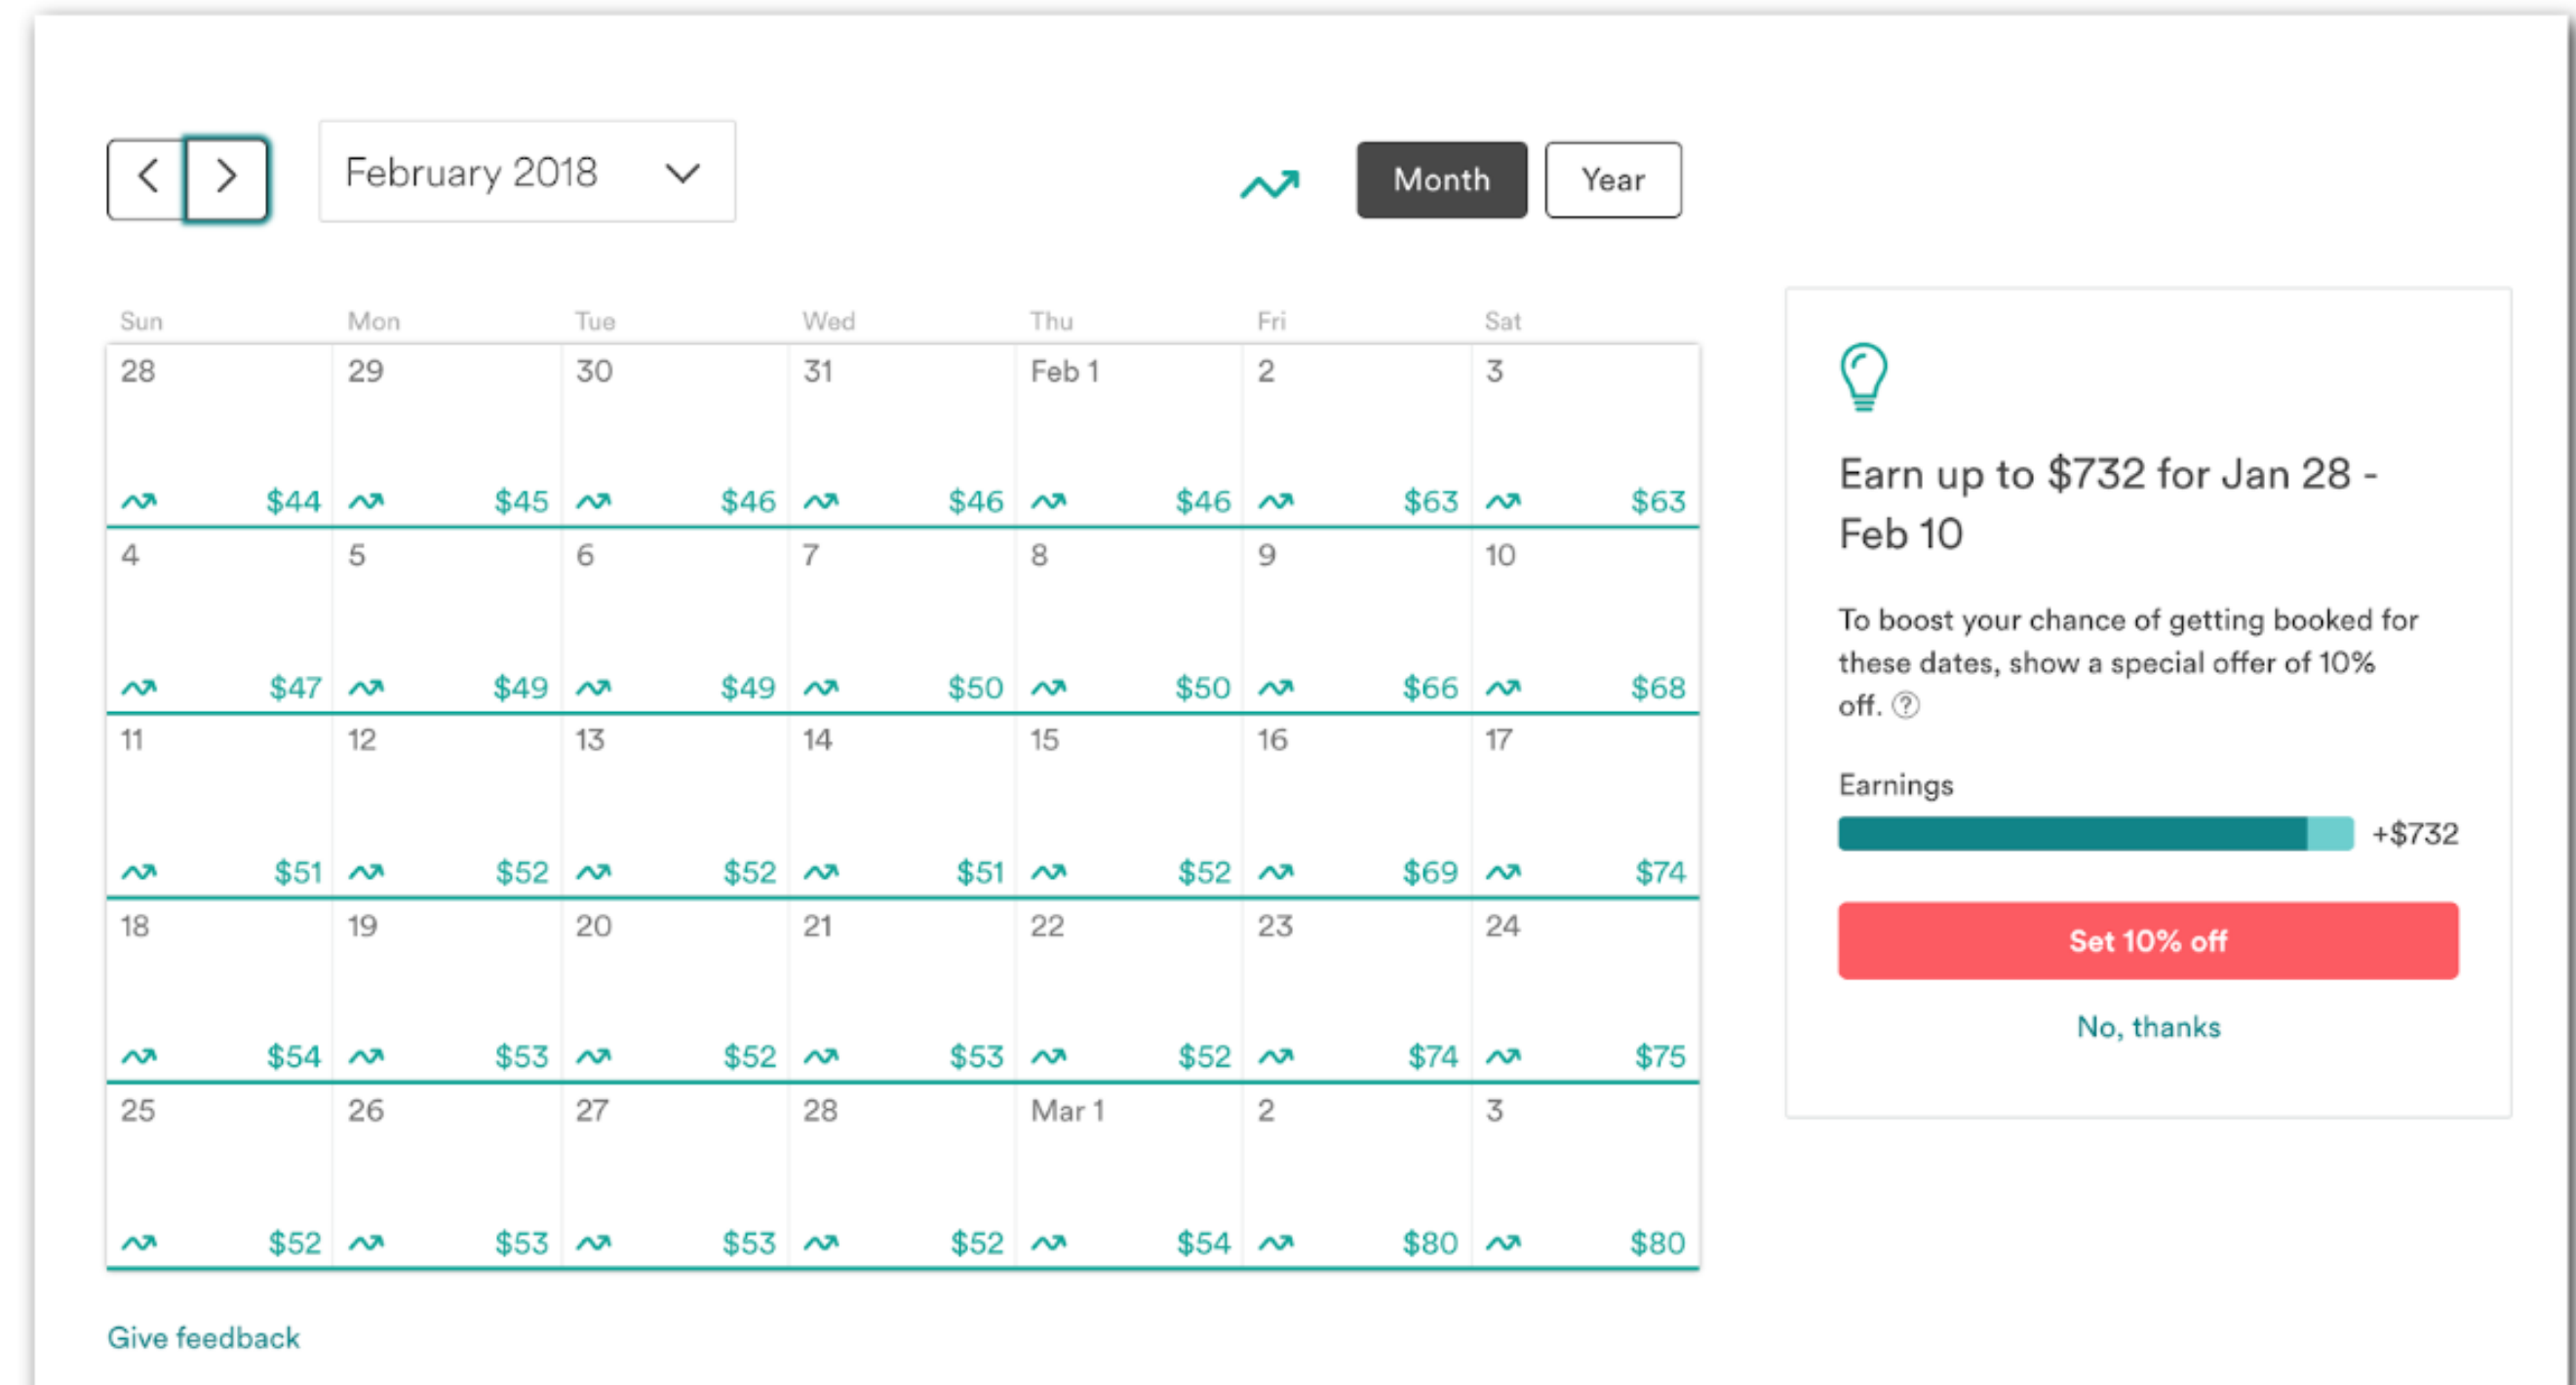 February 2018
Month Year
Sun Mon Tue Wed Thu Fri Sat
28 29 30 31 Feb 1 2 3
$44 $45 $46 $46 $46 $63 $63
4 5 6 7 8 9 10
$47 $49 $49 $50 $50 $66 $68
11 12 13 14 15 16 17
$51 $52 $52 $51 $52 $69 $74
18 19 20 21 22 23 24
$54 $53 $52 $53 $52 $74 $75
25 26 27 28 Mar 1 2 3
$52 $53 $53 $52 $54 $80 $80
Give feedback
Earn up to $732 for Jan 28 -
Feb 10
To boost your chance of getting booked for
these dates, show a special offer of 10%
off. ?
Earnings
+$732
Set 10% off
No, thanks